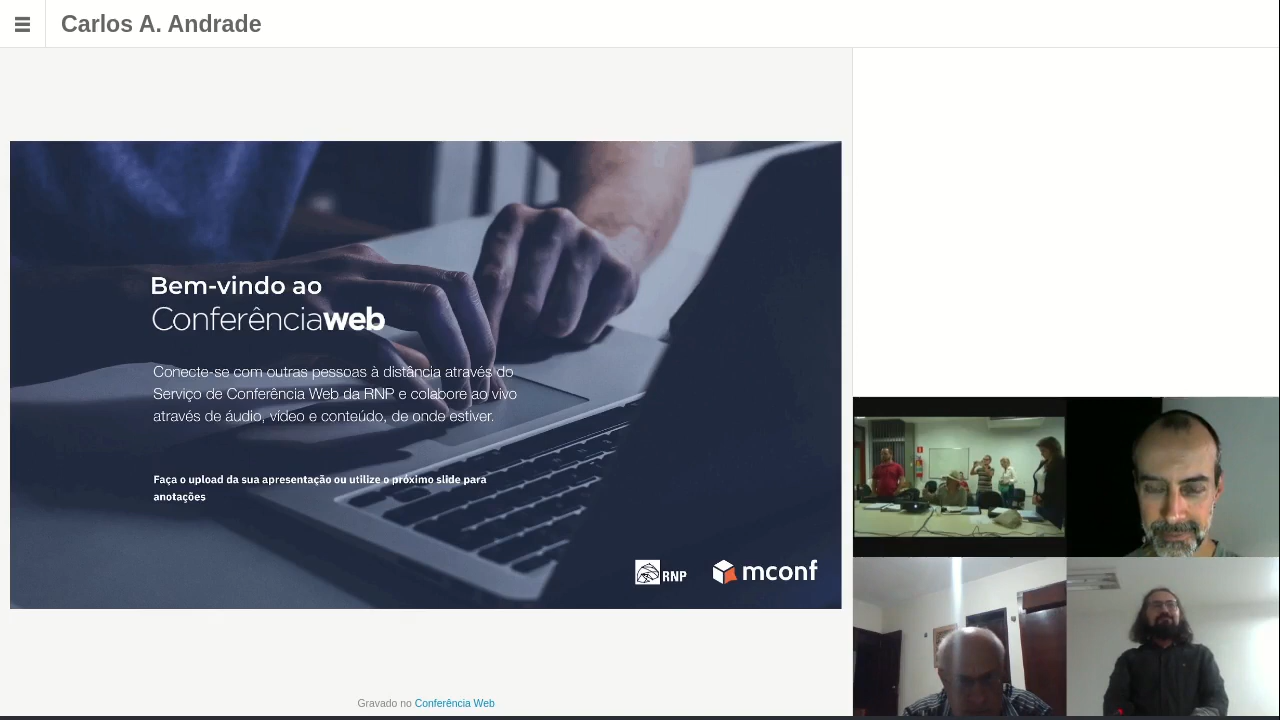 Carlos A. Andrade
Bem-vindo ao
Conferênciaweb
Conecte-se com outras pessoas à distância através do
Serviço de Conferência Web da RNP e colabore ao vivo
através de áudio, vídeo e conteúdo, de onde estiver.
Faça o upload da sua apresentação ou utilize o próximo slide para
anotações
RNP
mconf
Gravado no Conferência Web